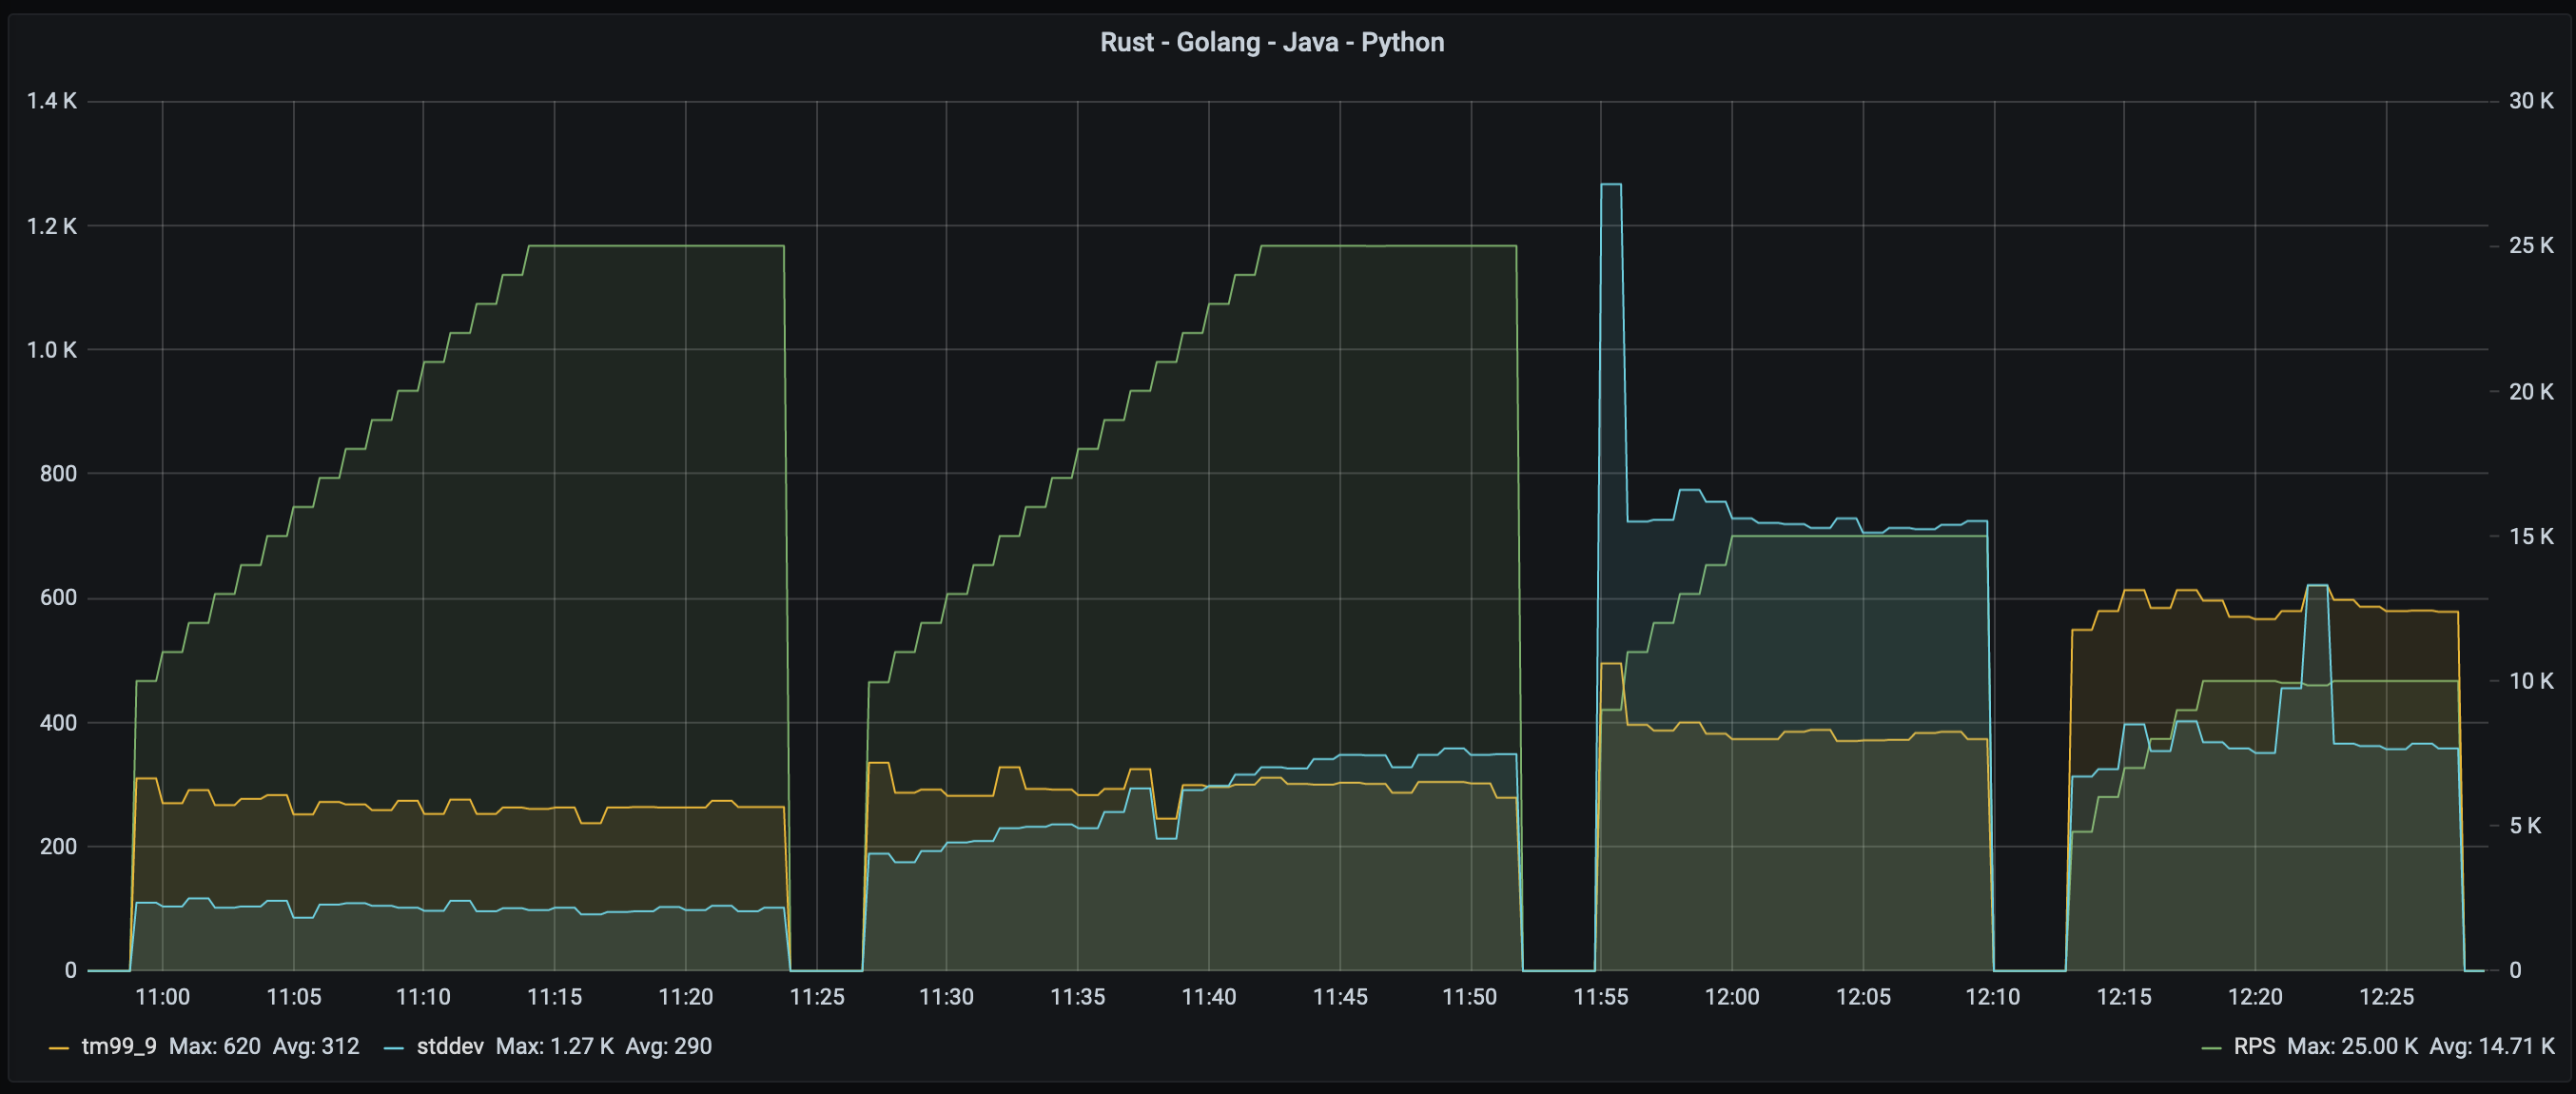 Rust - Golang - Java - Python
1.4 K
30 K
1.2 K
25 K
1.0 K
20 K
800
15 K
600
10 K
400
5 K
200
0
0
11:00 11:05 11:10 11:15 11:20 11:25 11:30 11:35 11:40 11:45 11:50 11:55 12:00 12:05 12:10 12:15 12:20 12:25
tm99_9 Max: 620 Avg: 312 stddev Max: 1.27 K Avg: 290 RPS Max: 25.00 K Avg: 14.71 K